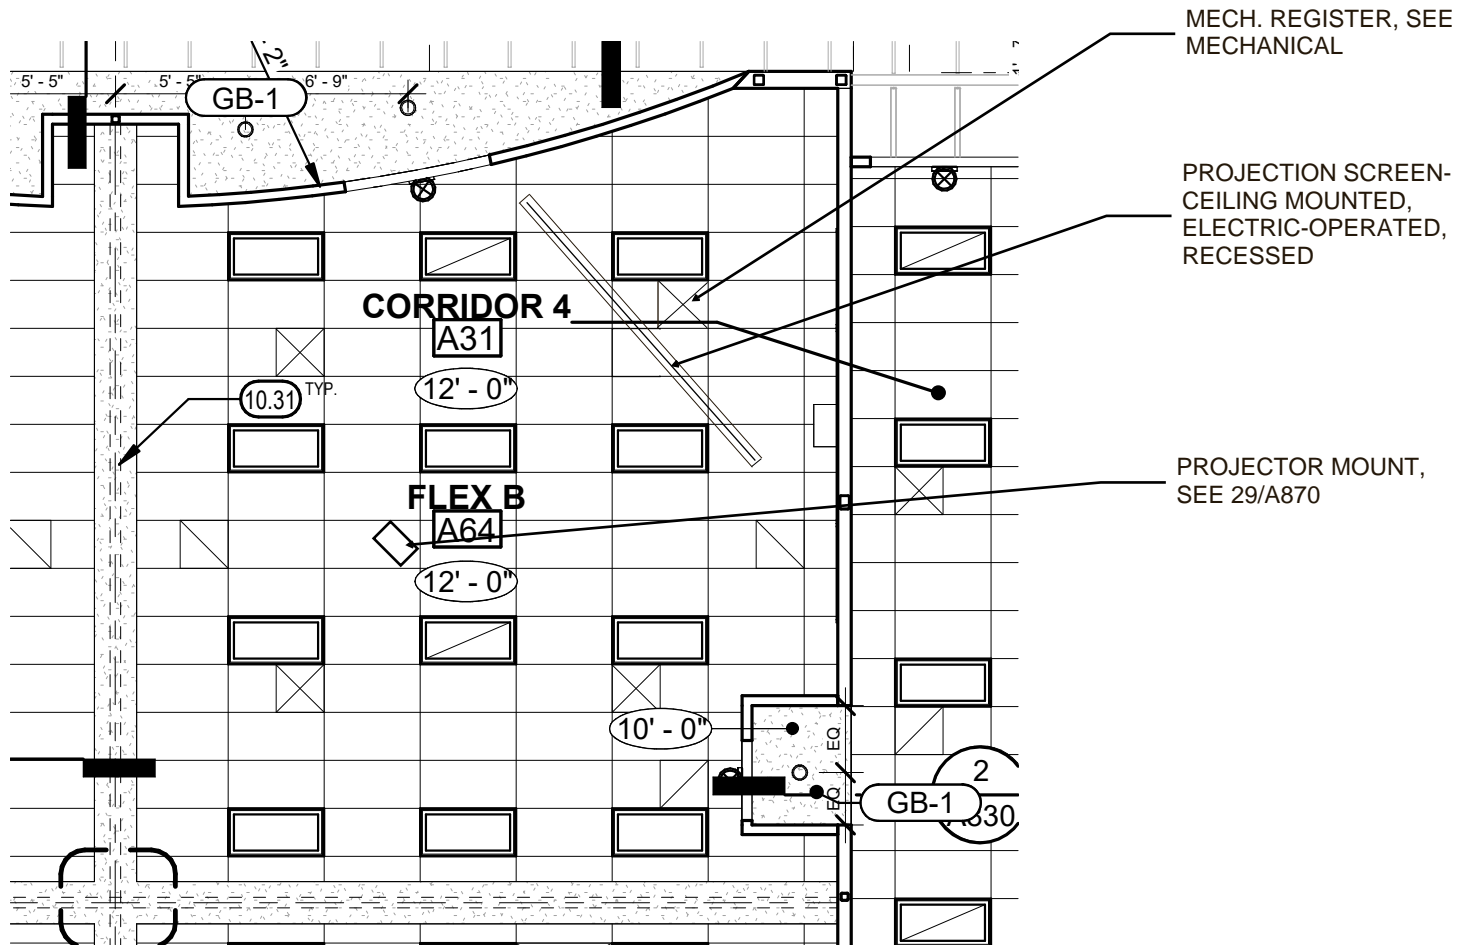 MECH. REGISTER, SEE
MECHANICAL
5' - 5"
5' - 5"
6' - 9"
2"
GB-1
PROJECTION SCREEN-
CEILING MOUNTED,
ELECTRIC-OPERATED,
RECESSED
CORRIDOR 4
A31
12' - 0"
10.31
TYP.
PROJECTOR MOUNT,
SEE 29/A870
FLEX B
A64
12' - 0"
10' - 0"
EQ
EQ
2
GB-1